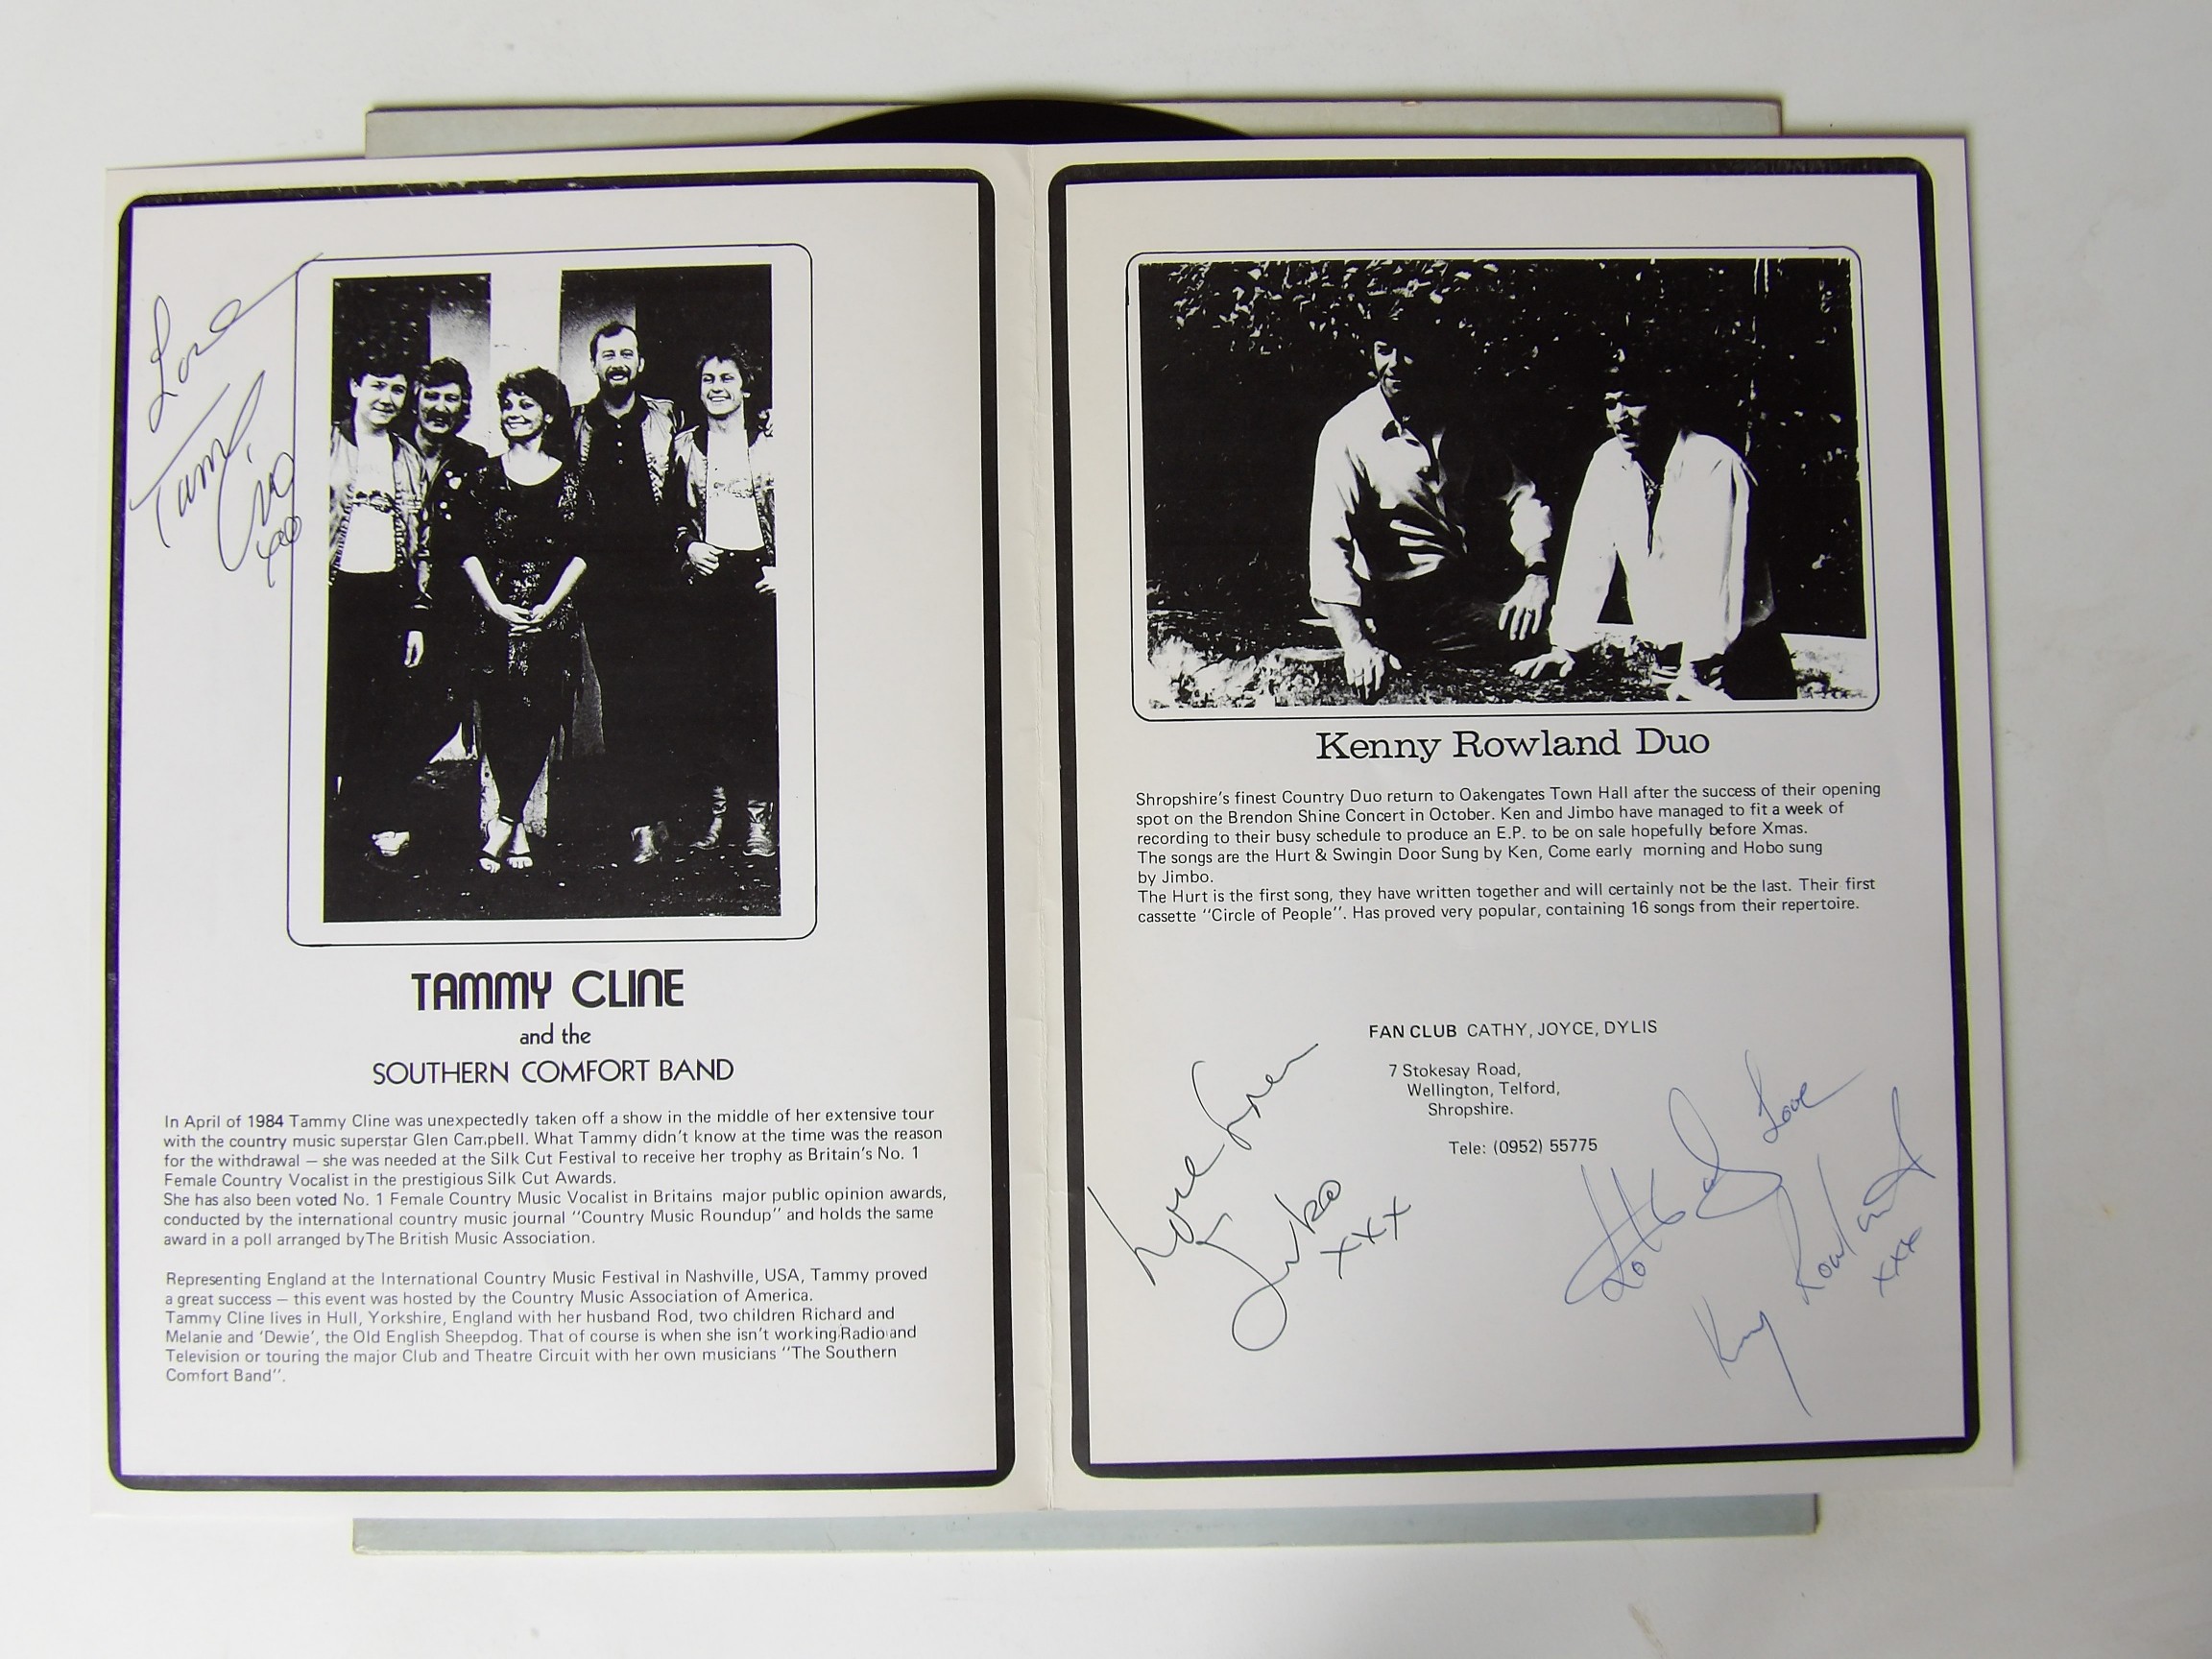 Love
Tammy
TAMMY CLINE
and the
SOUTHERN COMFORT BAND
In April of 1984 Tammy Cline was unexpectedly taken off a show in the middle of her extensive tour
with the country music superstar Glen Campbell. What Tammy didn't know at the time was the reason
for the withdrawal — she was needed at the Silk Cut Festival to receive her trophy as Britain's No. 1
Female Country Vocalist in the prestigious Silk Cut Awards.
She has also been voted No. 1 Female Country Music Vocalist in Britains major public opinion awards,
conducted by the international country music journal "Country Music Roundup" and holds the same
award in a poll arranged by The British Music Association.
Representing England at the International Country Music Festival in Nashville, USA, Tammy proved
a great success — this event was hosted by the Country Music Association of America.
Tammy Cline lives in Hull, Yorkshire, England with her husband Rod, two children Richard and
Melanie and 'Dewie', the Old English Sheepdog. That of course is when she isn't working Radio and
Television or touring the major Club and Theatre Circuit with her own musicians "The Southern
Comfort Band".
Kenny Rowland Duo
Shropshire's finest Country Duo return to Oakengates Town Hall after the success of their opening
spot on the Brendon Shine Concert in October. Ken and Jimbo have managed to fit a week of
recording to their busy schedule to produce an E.P. to be on sale hopefully before Xmas.
The songs are the Hurt & Swingin Door Sung by Ken, Come early morning and Hobo sung
by Jimbo.
The Hurt is the first song, they have written together and will certainly not be the last. Their first
cassette "Circle of People". Has proved very popular, containing 16 songs from their repertoire.
FAN CLUB CATHY, JOYCE, DYLIS
7 Stokesay Road,
Wellington, Telford,
Shropshire.
Tele: (0952) 55775
Love from
Jimbo
xxx
Love
Kenny Rowland
xxx